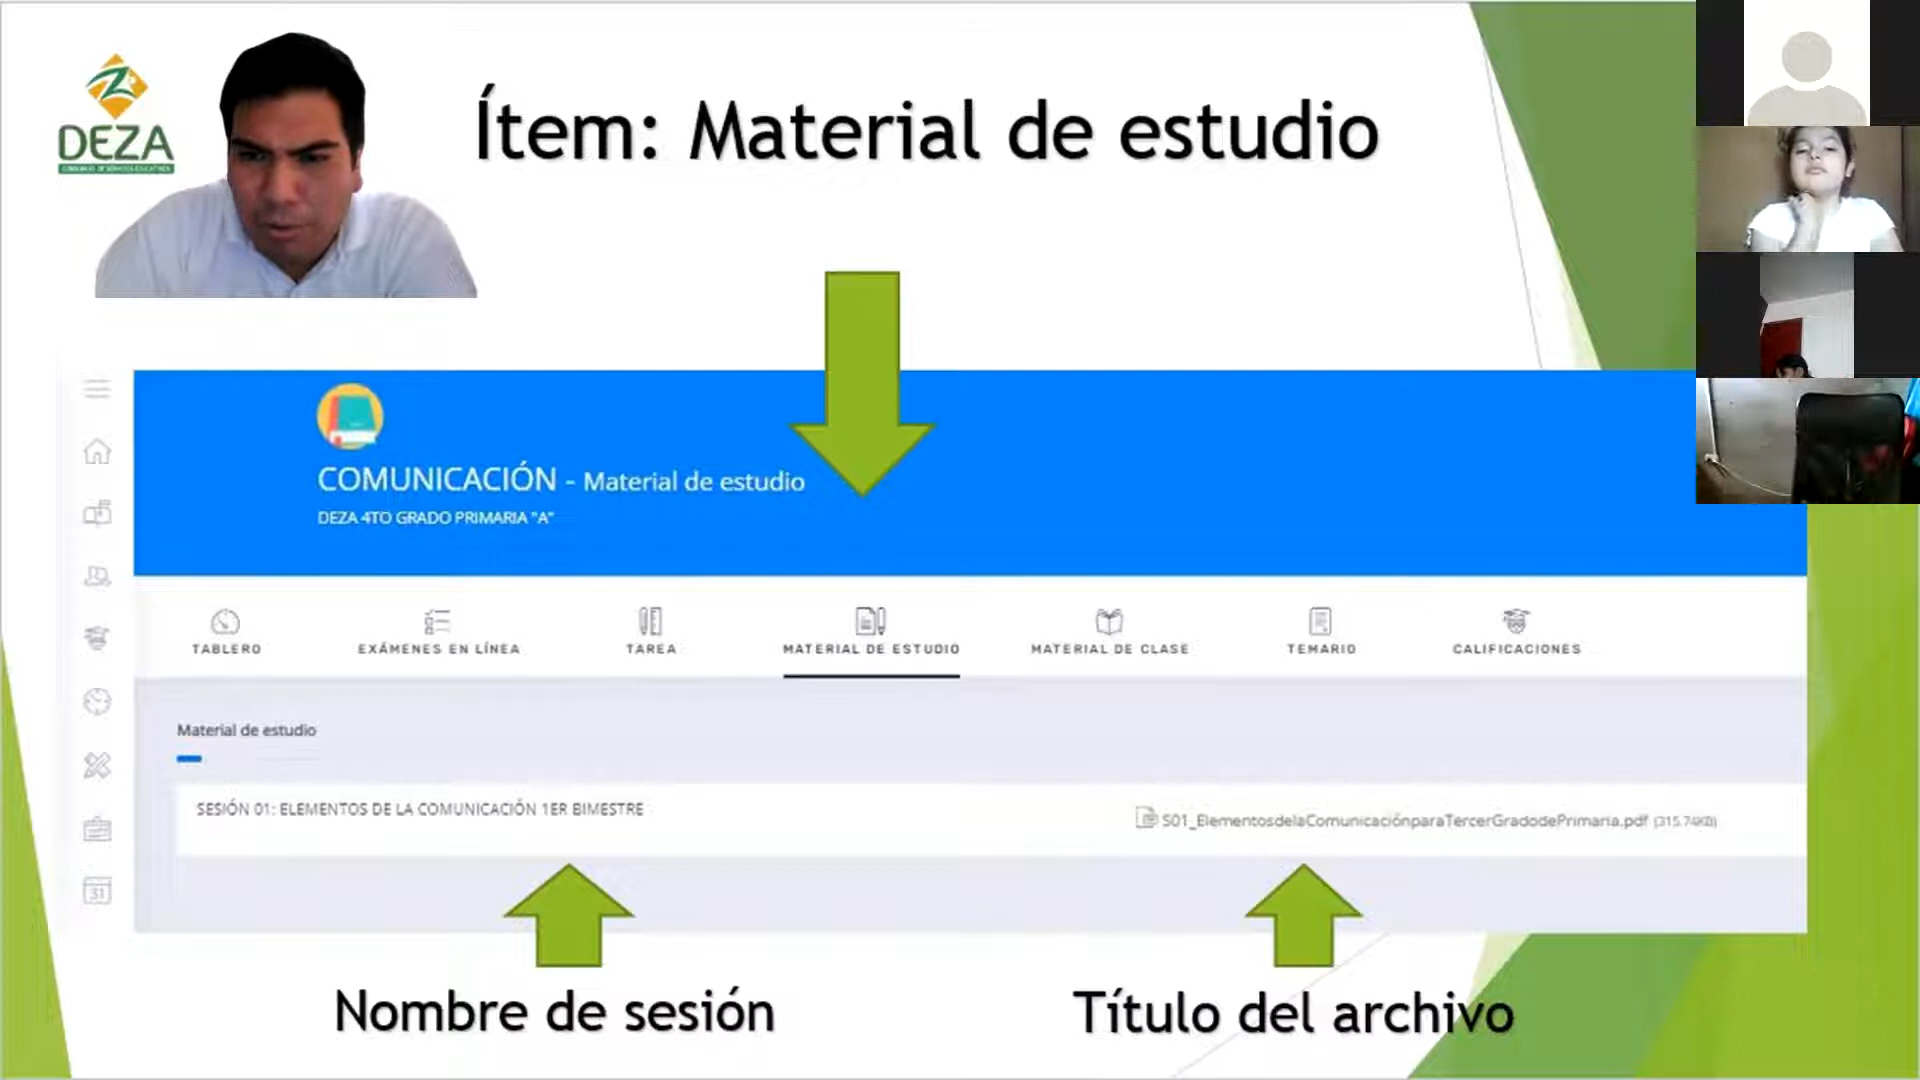 DEZA
Ítem: Material de estudio
COMUNICACIÓN - Material de estudio
DEZA 4TO GRADO PRIMARIA "A"
TABLERO
EXÁMENES EN LÍNEA
TAREA
MATERIAL DE ESTUDIO
MATERIAL DE CLASE
TEMARIO
CALIFICACIONES
Material de estudio
SESIÓN 01: ELEMENTOS DE LA COMUNICACIÓN 1ER BIMESTRE
S01_ElementosdelaComunicaciónparaTercerGradodePrimaria.pdf (315.74KB)
31
Nombre de sesión
Título del archivo